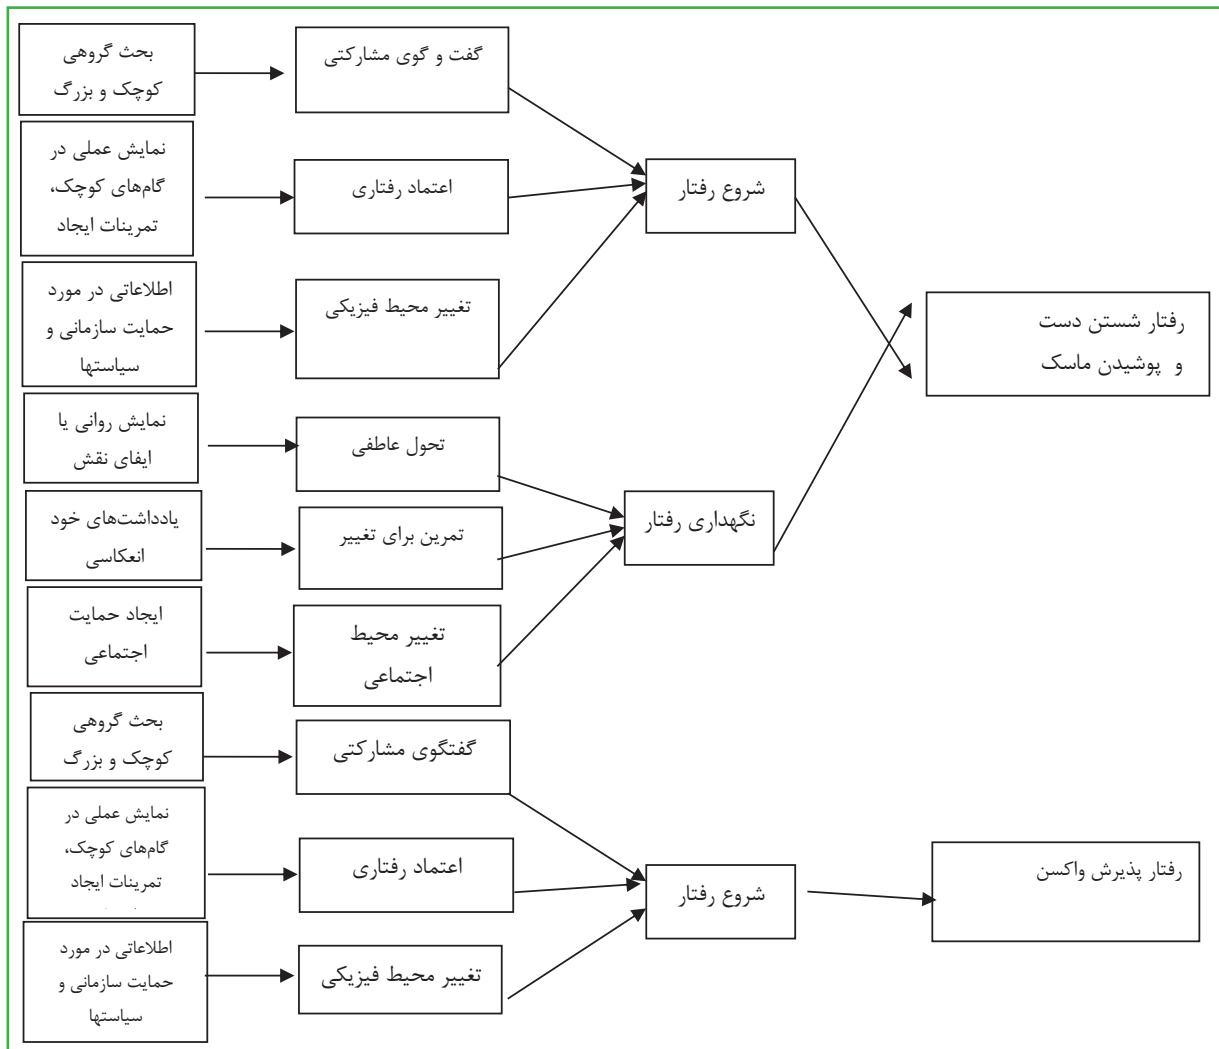 بحث گروهی
کوچک و بزرگ
گفت و گوی مشارکتی
نمایش عملی در
گام‌های کوچک،
تمرینات ایجاد
اعتماد رفتاری
شروع رفتار
اطلاعاتی در مورد
حمایت سازمانی و
سیاستها
تغییر محیط فیزیکی
رفتار شستن دست
و پوشیدن ماسک
نمایش روانی یا
ایفای نقش
تحول عاطفی
یادداشت‌های خود
انعکاسی
تمرین برای تغییر
نگهداری رفتار
ایجاد حمایت
اجتماعی
تغییر محیط
اجتماعی
بحث گروهی
کوچک و بزرگ
گفتگوی مشارکتی
نمایش عملی در
گام‌های کوچک،
تمرینات ایجاد
اعتماد رفتاری
شروع رفتار
رفتار پذیرش واکسن
اطلاعاتی در مورد
حمایت سازمانی و
سیاستها
تغییر محیط فیزیکی